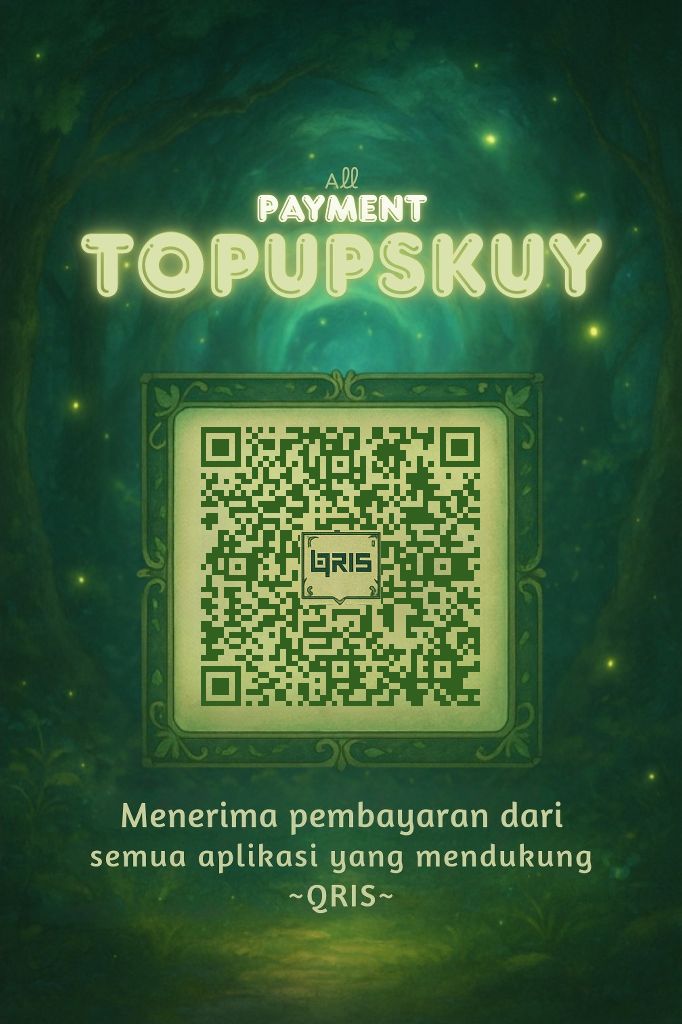 All
PAYMENT
TOPUPSKUY
QRIS
Menerima pembayaran dari
semua aplikasi yang mendukung
~QRIS~